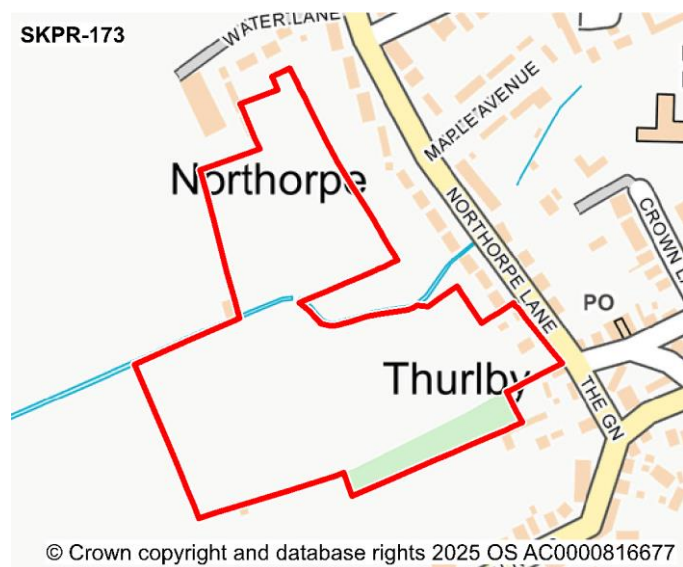 SKPR-173
WATER LANE
MAPLE AVENUE
Northorpe
NORTHORPE LANE
CROWN LA
PO
Thurlby
THE GN
© Crown copyright and database rights 2025 OS AC0000816677